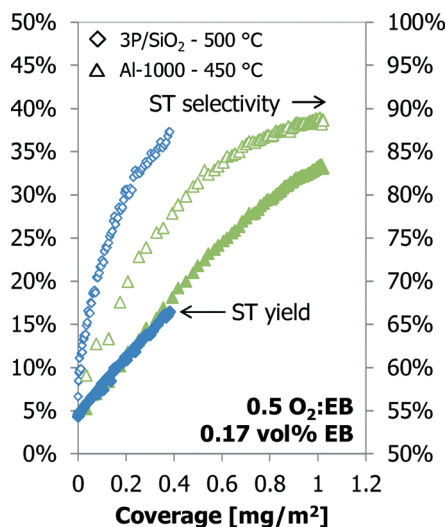 50%
100%
3P/SiO₂ - 500 °C
45%
95%
Al-1000 - 450 °C
40%
ST selectivity →
90%
35%
85%
30%
80%
25%
75%
20%
70%
← ST yield
15%
65%
10%
60%
0.5 O₂:EB
5%
55%
0.17 vol% EB
0%
50%
0 0.2 0.4 0.6 0.8 1
Coverage [mg/m²]